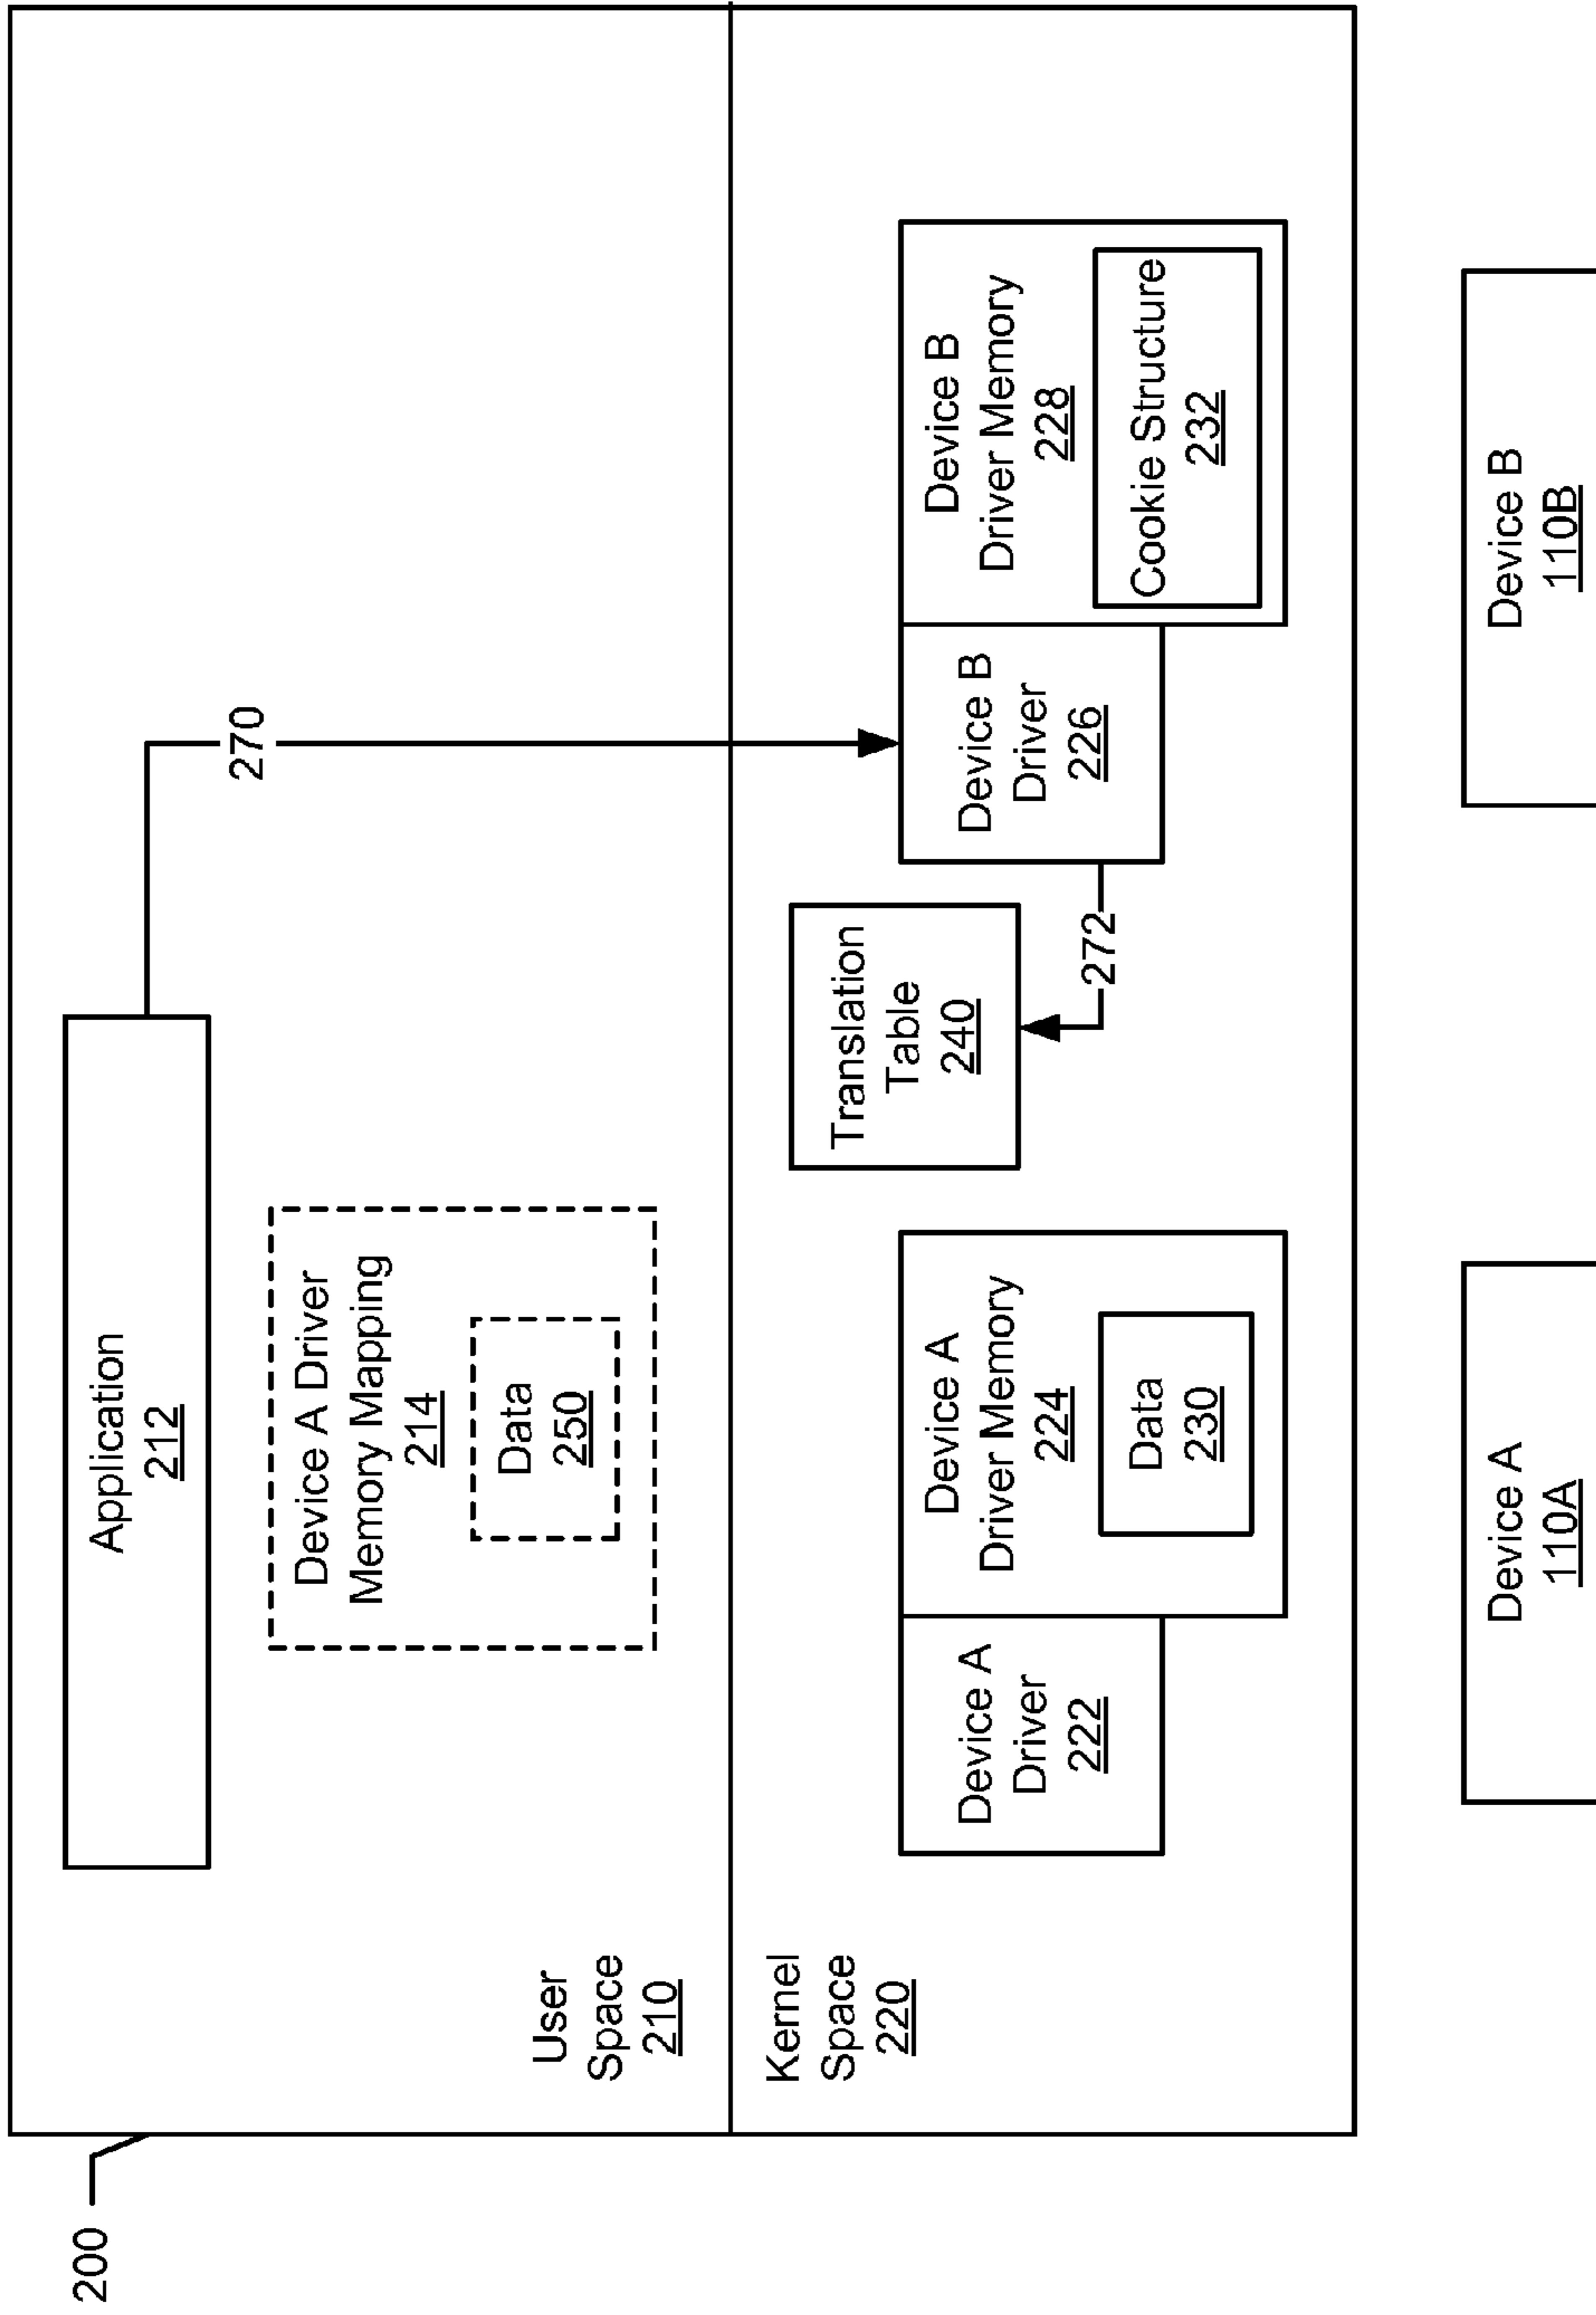 200
Application
212
270
Device A Driver
Memory Mapping
214
Data
250
User
Space
210
Kernel
Space
220
Translation
Table
240
272
Device A
Driver
222
Device A
Driver Memory
224
Data
230
Device B
Driver
226
Device B
Driver Memory
228
Cookie Structure
232
Device A
110A
Device B
110B